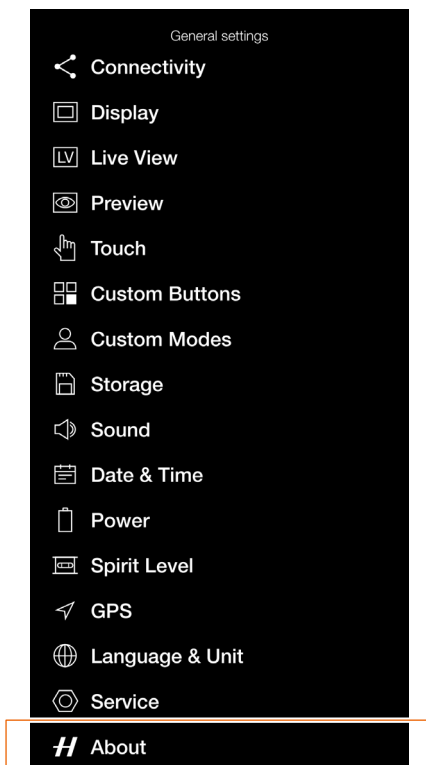 General settings
Connectivity
Display
LV Live View
Preview
Touch
Custom Buttons
Custom Modes
Storage
Sound
Date & Time
Power
Spirit Level
GPS
Language & Unit
Service
H About